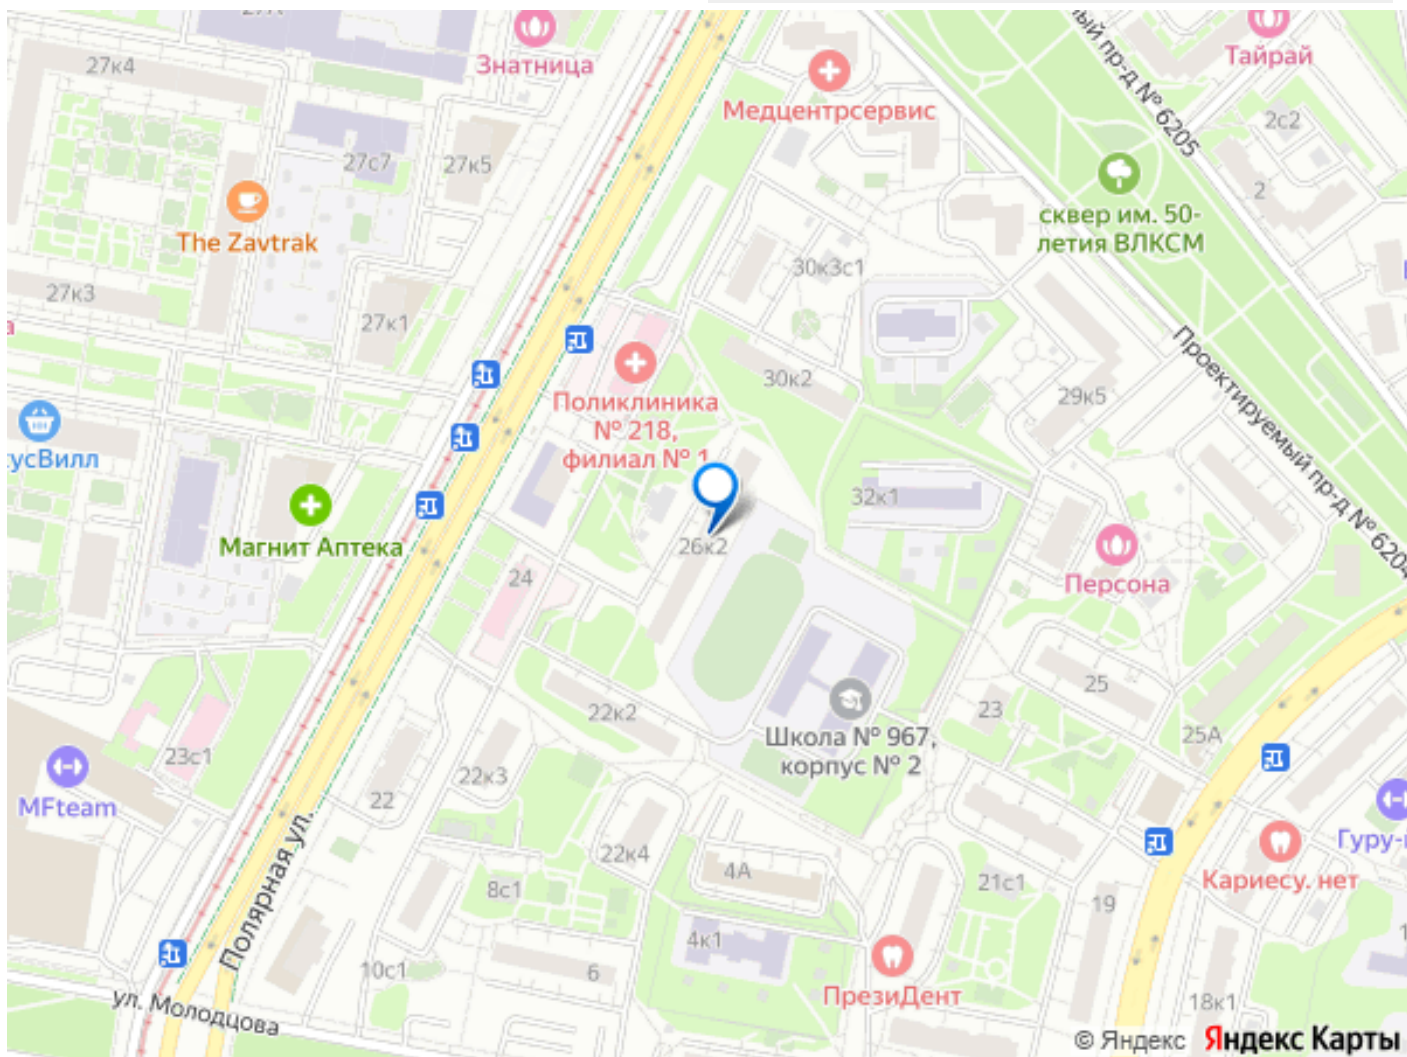 27к4
Знатница
Медцентрсервис
Тайрай
ый пр-д № 6205
2с2
27с7
27к5
2
The Zavtrak
сквер им. 50-
летия ВЛКСМ
30к3с1
27к3
27к1
а
30к2
29к5
Проектируемый пр-д № 6204
Поликлиника
№ 218,
филиал № 1
усВилл
32к1
Магнит Аптека
26к2
24
Персона
25
22к2
23
25А
Школа № 967,
корпус № 2
23с1
22к3
22
MFteam
Полярная ул.
Гуру-
22к4
4А
8с1
21с1
Кариесу. нет
19
4к1
10с1
6
ПрезиДент
18к1
ул. Молодцова
© Яндекс Яндекс Карты